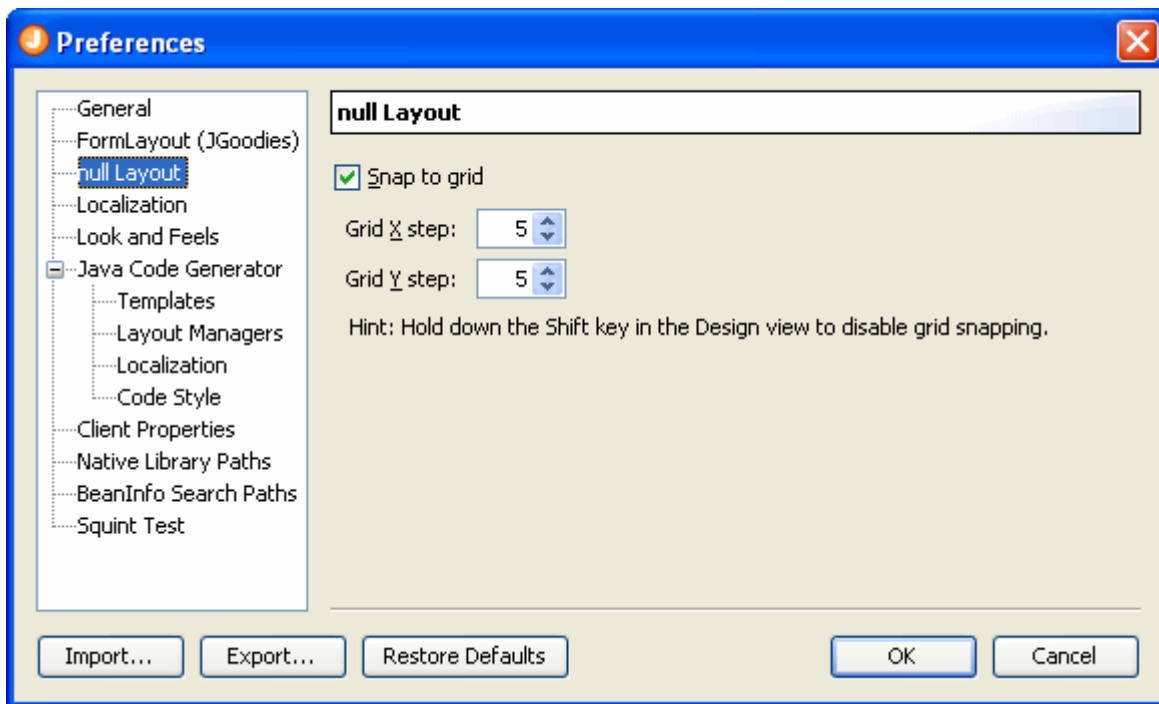 Preferences
General
FormLayout (JGoodies)
null Layout
Localization
Look and Feels
Java Code Generator
Templates
Layout Managers
Localization
Code Style
Client Properties
Native Library Paths
BeanInfo Search Paths
Squint Test
null Layout
Snap to grid
Grid X step: 5
Grid Y step: 5
Hint: Hold down the Shift key in the Design view to disable grid snapping.
Import... Export... Restore Defaults OK Cancel